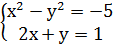 x² − y² = −5
2x + y = 1